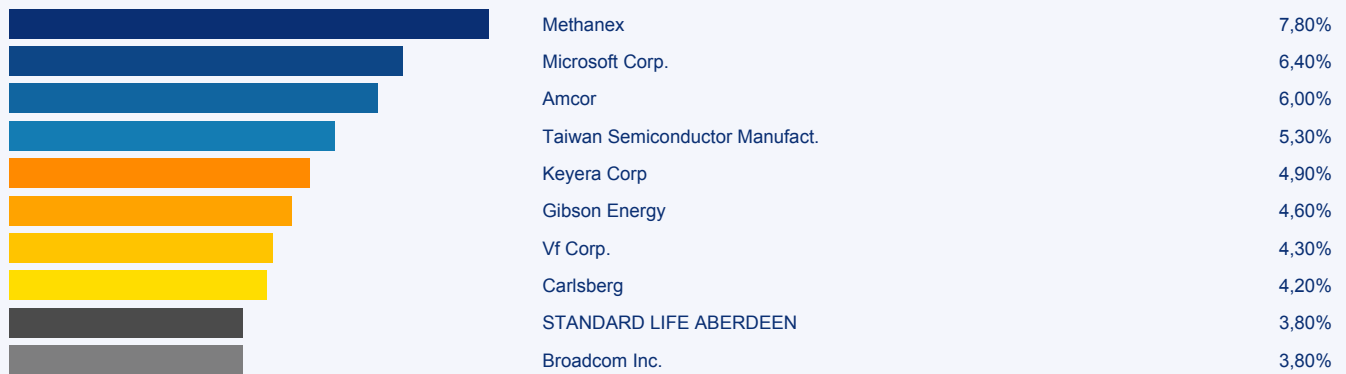 Methanex 7,80%
Microsoft Corp. 6,40%
Amcor 6,00%
Taiwan Semiconductor Manufact. 5,30%
Keyera Corp 4,90%
Gibson Energy 4,60%
Vf Corp. 4,30%
Carlsberg 4,20%
STANDARD LIFE ABERDEEN 3,80%
Broadcom Inc. 3,80%